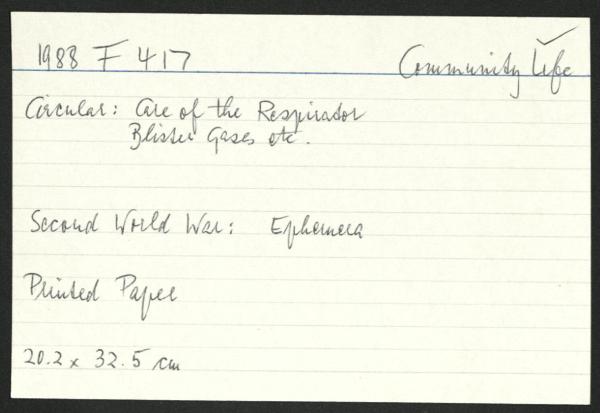 1988 F 417 Community Life
Circular: Care of the Respirator
Blister Gases etc.
Second World War: Ephemera
Printed Paper
20.2 x 32.5 cm